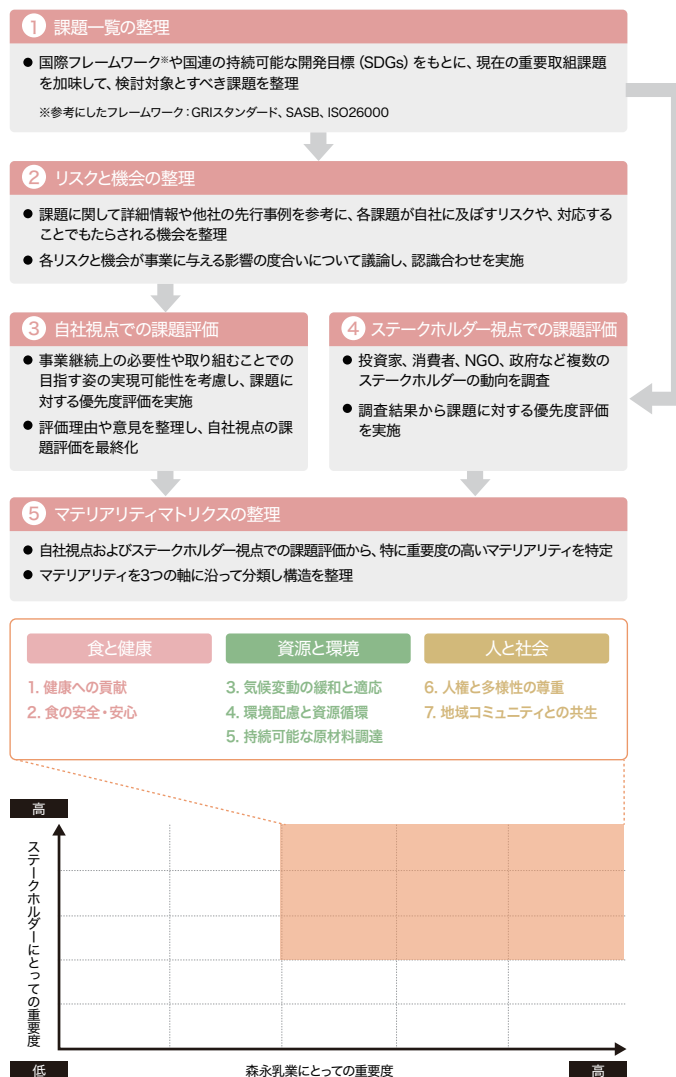 1 課題一覧の整理
● 国際フレームワーク※や国連の持続可能な開発目標（SDGs）をもとに、現在の重要取組課題
を加味して、検討対象とすべき課題を整理
※参考にしたフレームワーク：GRIスタンダード、SASB、ISO26000
2 リスクと機会の整理
● 課題に関して詳細情報や他社の先行事例を参考に、各課題が自社に及ぼすリスクや、対応する
ことでもたらされる機会を整理
● 各リスクと機会が事業に与える影響の度合いについて議論し、認識合わせを実施
3 自社視点での課題評価
● 事業継続上の必要性や取り組むことでの
目指す姿の実現可能性を考慮し、課題に
対する優先度評価を実施
● 評価理由や意見を整理し、自社視点の課
題評価を最終化
4 ステークホルダー視点での課題評価
● 投資家、消費者、NGO、政府など複数の
ステークホルダーの動向を調査
● 調査結果から課題に対する優先度評価
を実施
5 マテリアリティマトリクスの整理
● 自社視点およびステークホルダー視点での課題評価から、特に重要度の高いマテリアリティを特定
● マテリアリティを3つの軸に沿って分類し構造を整理
食と健康
1. 健康への貢献
2. 食の安全・安心
資源と環境
3. 気候変動の緩和と適応
4. 環境配慮と資源循環
5. 持続可能な原材料調達
人と社会
6. 人権と多様性の尊重
7. 地域コミュニティとの共生
高
ステークホルダーにとっての重要度
低
森永乳業にとっての重要度
高